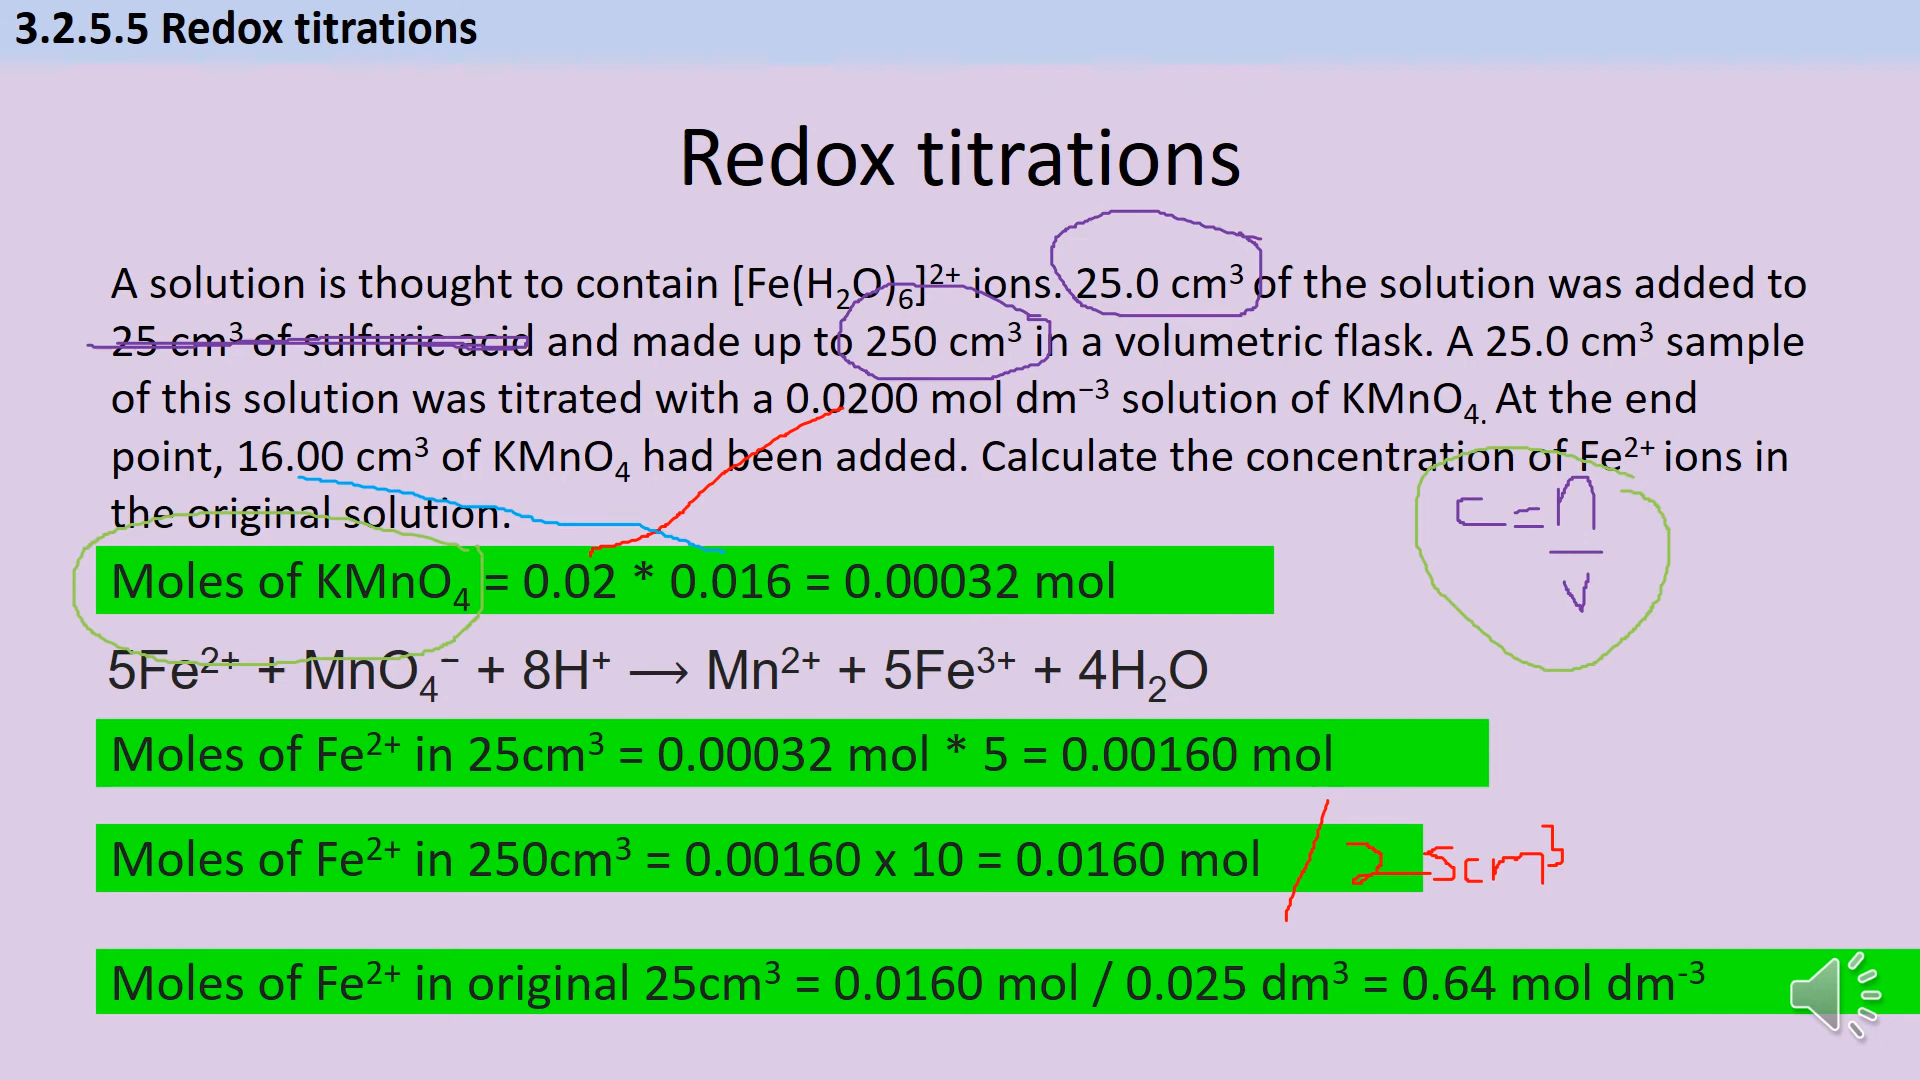 3.2.5.5 Redox titrations
Redox titrations
A solution is thought to contain [Fe(H₂O)₆]²⁺ ions. 25.0 cm³ of the solution was added to
25 cm³ of sulfuric acid and made up to 250 cm³ in a volumetric flask. A 25.0 cm³ sample
of this solution was titrated with a 0.0200 mol dm⁻³ solution of KMnO₄. At the end
point, 16.00 cm³ of KMnO₄ had been added. Calculate the concentration of Fe²⁺ ions in
the original solution.
c = n
v
Moles of KMnO₄ = 0.02 * 0.016 = 0.00032 mol
5Fe²⁺ + MnO₄⁻ + 8H⁺ ⟶ Mn²⁺ + 5Fe³⁺ + 4H₂O
Moles of Fe²⁺ in 25cm³ = 0.00032 mol * 5 = 0.00160 mol
Moles of Fe²⁺ in 250cm³ = 0.00160 x 10 = 0.0160 mol / 25cm³
Moles of Fe²⁺ in original 25cm³ = 0.0160 mol / 0.025 dm³ = 0.64 mol dm⁻³